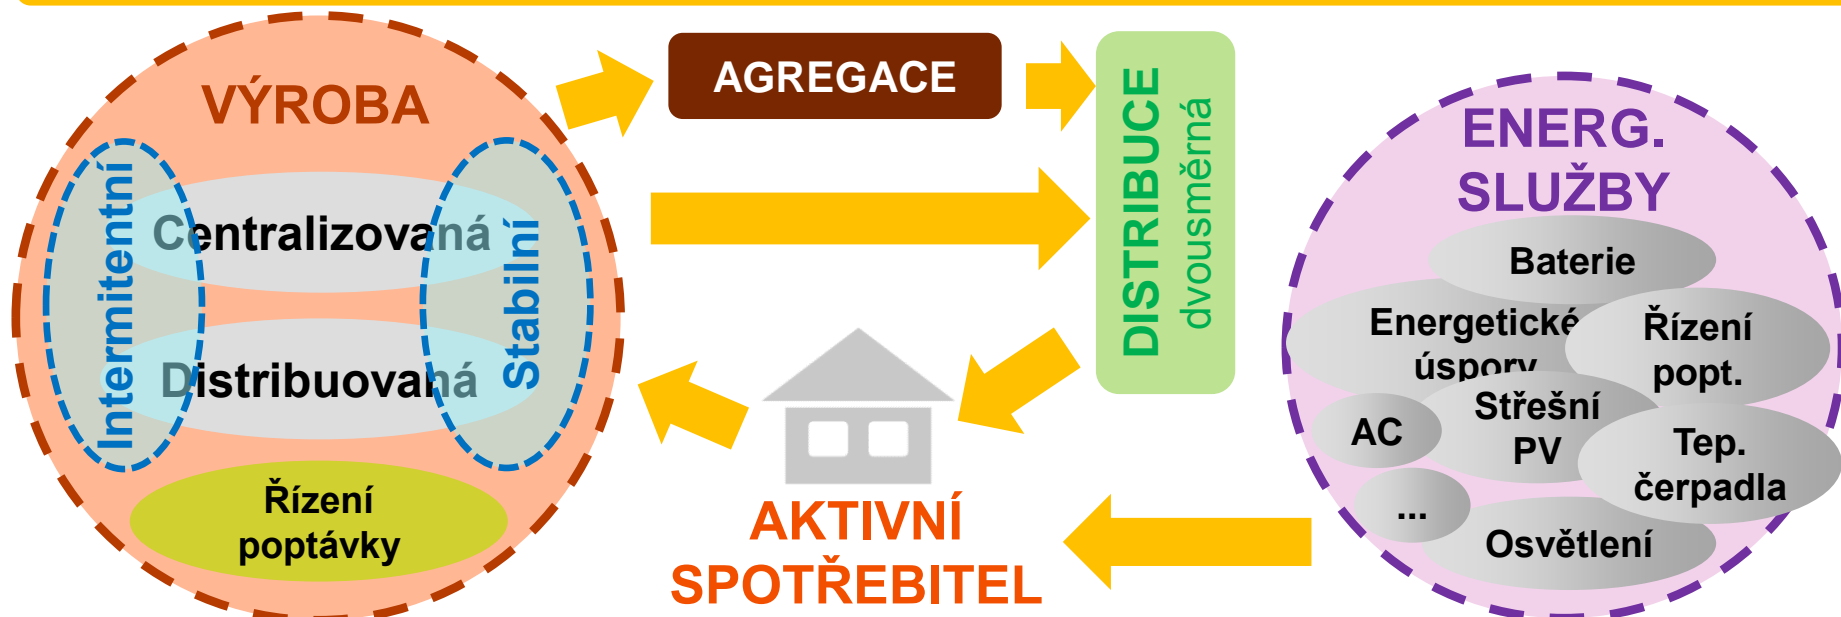 VÝROBA
Intermitentní
Centralizovaná
Distribuovaná
Stabilní
Řízení
poptávky
AGREGACE
DISTRIBUCE
dvousměrná
AKTIVNÍ
SPOTŘEBITEL
ENERG.
SLUŽBY
Baterie
Energetické
úspory
Řízení
popt.
Střešní
PV
AC
Tep.
čerpadla
...
Osvětlení